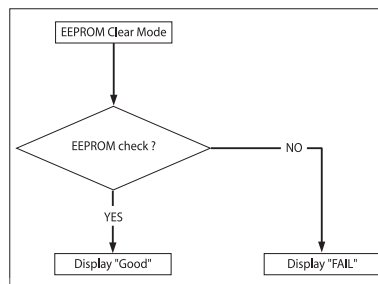 EEPROM Clear Mode
EEPROM check ?
NO
YES
Display "Good"
Display "FAIL"